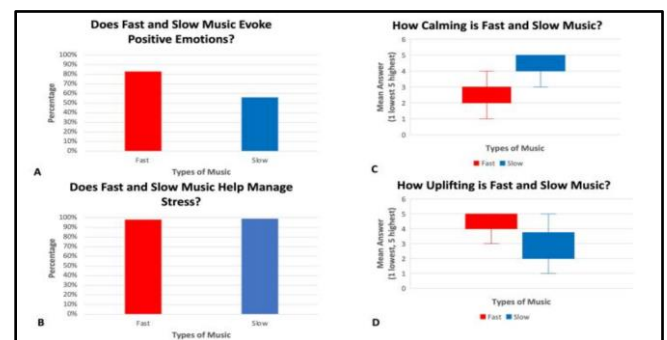 Does Fast and Slow Music Evoke
Positive Emotions?
100%
90%
80%
70%
60%
50%
40%
30%
20%
10%
0%
Percentage
Fast
Slow
Types of Music
A
Does Fast and Slow Music Help Manage
Stress?
100%
90%
80%
70%
60%
50%
40%
30%
20%
10%
0%
Percentage
Fast
Slow
Types of Music
B
How Calming is Fast and Slow Music?
6
5
4
3
2
1
0
Mean Answer
(1 lowest 5 highest)
Types of Music
Fast Slow
C
How Uplifting is Fast and Slow Music?
6
5
4
3
2
1
0
Mean Answer
(1 lowest, 5 highest)
Types of Music
Fast Slow
D